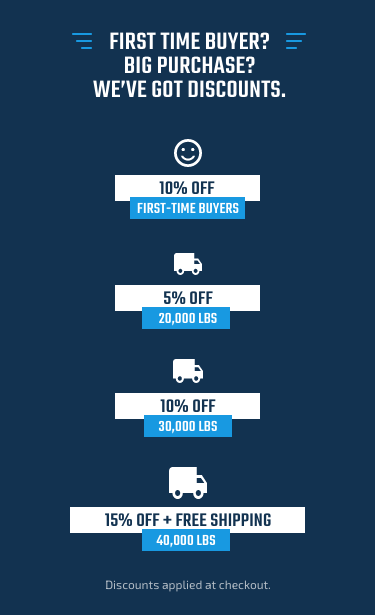 FIRST TIME BUYER?
BIG PURCHASE?
WE'VE GOT DISCOUNTS.
10% OFF
FIRST-TIME BUYERS
5% OFF
20,000 LBS
10% OFF
30,000 LBS
15% OFF + FREE SHIPPING
40,000 LBS
Discounts applied at checkout.